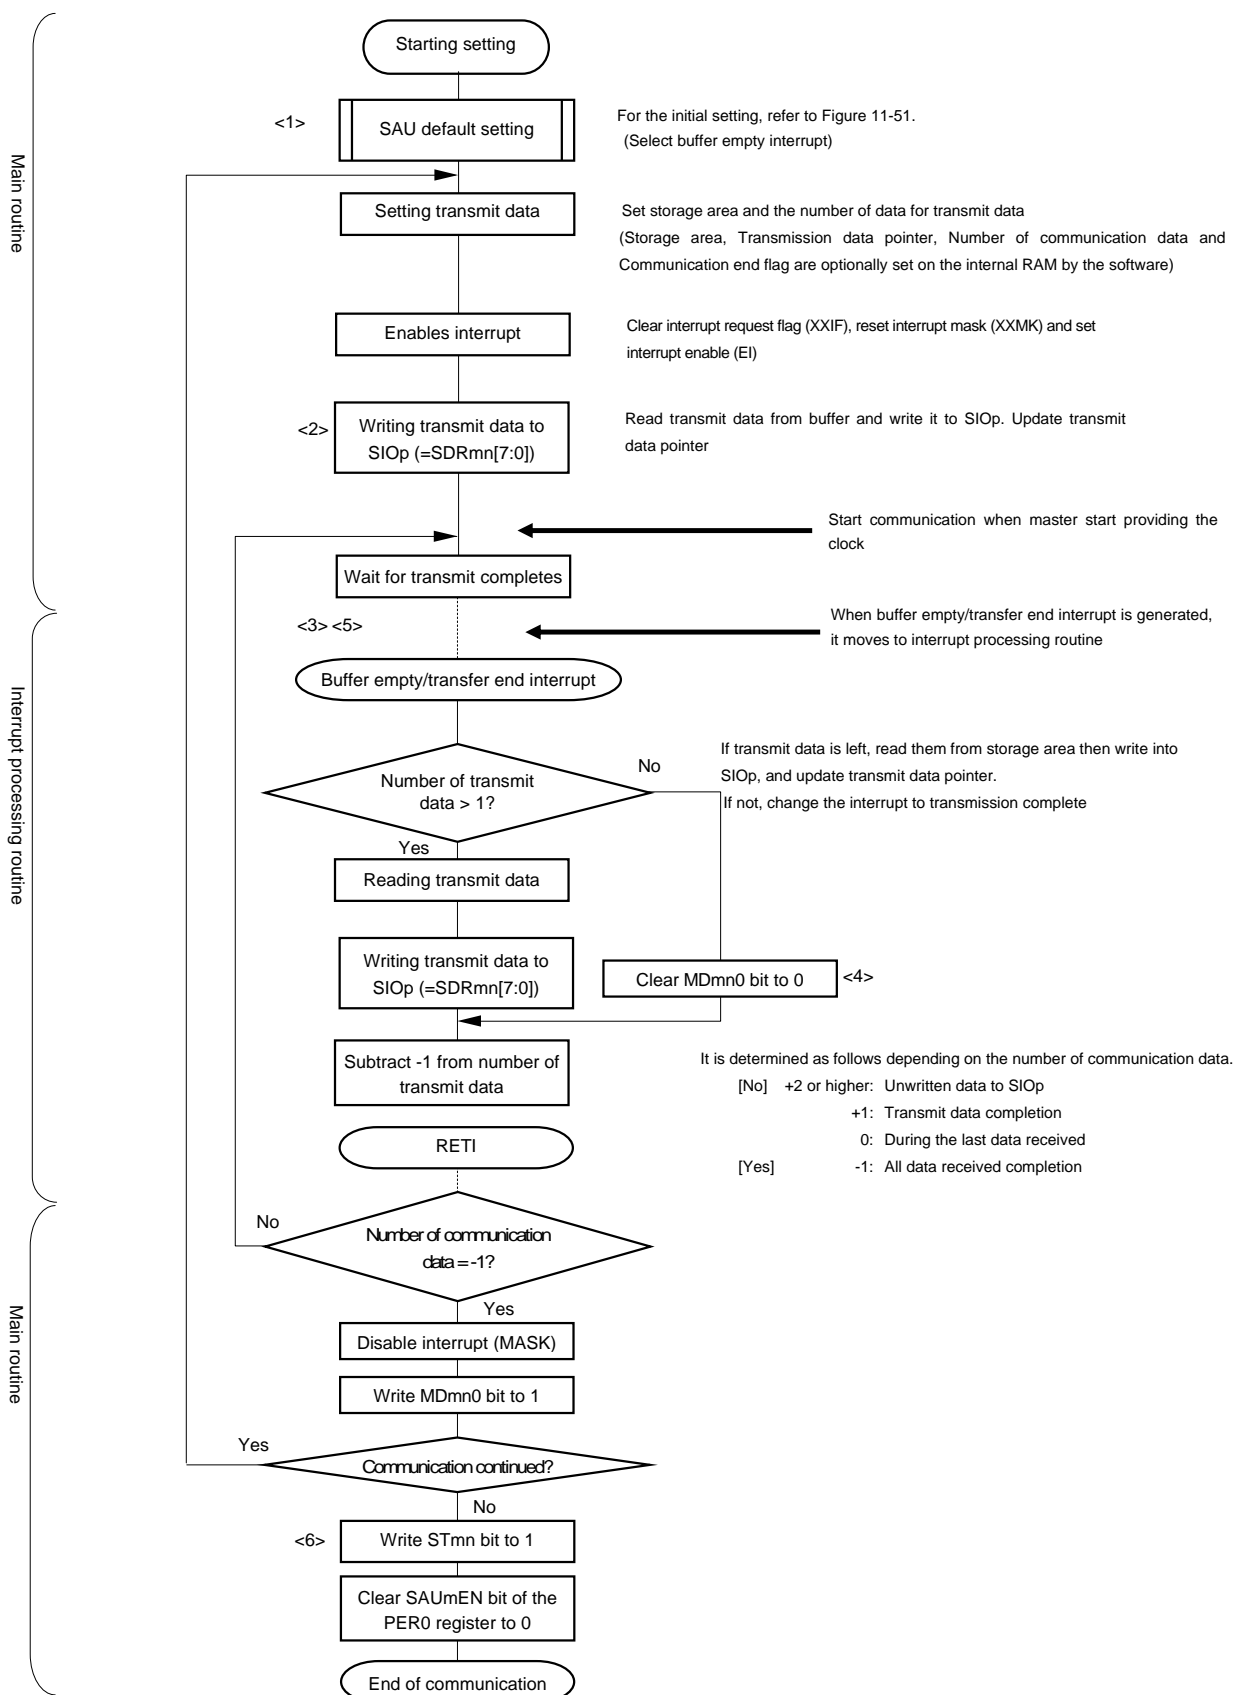 Starting setting
<1>
SAU default setting
For the initial setting, refer to Figure 11-51.
(Select buffer empty interrupt)
Main routine
Setting transmit data
Set storage area and the number of data for transmit data
(Storage area, Transmission data pointer, Number of communication data and
Communication end flag are optionally set on the internal RAM by the software)
Enables interrupt
Clear interrupt request flag (XXIF), reset interrupt mask (XXMK) and set
interrupt enable (EI)
<2>
Writing transmit data to
SIOp (=SDRmn[7:0])
Read transmit data from buffer and write it to SIOp. Update transmit
data pointer
Start communication when master start providing the
clock
Wait for transmit completes
<3> <5>
When buffer empty/transfer end interrupt is generated,
it moves to interrupt processing routine
Buffer empty/transfer end interrupt
Interrupt processing routine
Number of transmit
data > 1?
No
If transmit data is left, read them from storage area then write into
SIOp, and update transmit data pointer.
If not, change the interrupt to transmission complete
Yes
Reading transmit data
Writing transmit data to
SIOp (=SDRmn[7:0])
Clear MDmn0 bit to 0
<4>
Subtract -1 from number of
transmit data
It is determined as follows depending on the number of communication data.
[No] +2 or higher: Unwritten data to SIOp
+1: Transmit data completion
0: During the last data received
[Yes] -1: All data received completion
RETI
No
Number of communication
data = -1?
Yes
Main routine
Disable interrupt (MASK)
Write MDmn0 bit to 1
Yes
Communication continued?
No
<6>
Write STmn bit to 1
Clear SAUmEN bit of the
PER0 register to 0
End of communication